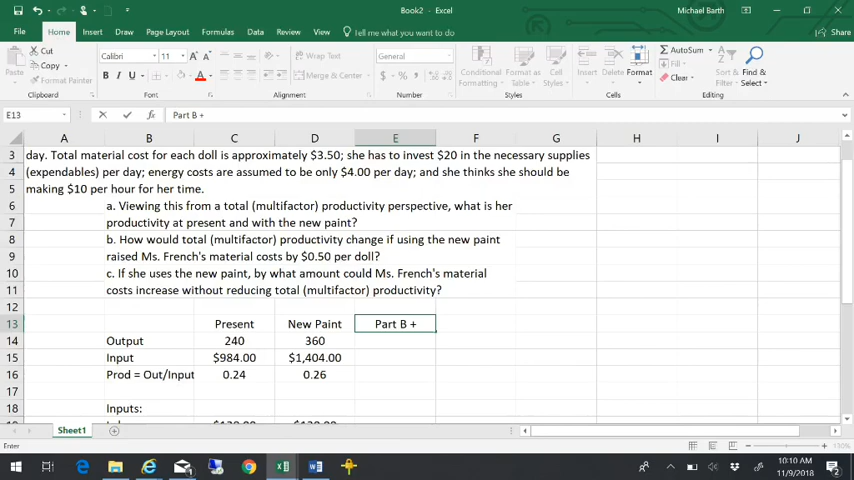 Book2 - Excel
Michael Barth
File Home Insert Draw Page Layout Formulas Data Review View Tell me what you want to do Share
Cut
Copy
Format Painter
Paste
Clipboard
Calibri 11
B I U
Font
Wrap Text
Merge & Center
Alignment
General
$ % ,
Number
Conditional Formatting
Format as Table
Cell Styles
Styles
Insert Delete Format
Cells
AutoSum
Fill
Clear
Sort & Filter
Find & Select
Editing
E13 fx Part B +
A B C D E F G H I J
3 day. Total material cost for each doll is approximately $3.50; she has to invest $20 in the necessary supplies
4 (expendables) per day; energy costs are assumed to be only $4.00 per day; and she thinks she should be
5 making $10 per hour for her time.
6 a. Viewing this from a total (multifactor) productivity perspective, what is her
7 productivity at present and with the new paint?
8 b. How would total (multifactor) productivity change if using the new paint
9 raised Ms. French's material costs by $0.50 per doll?
10 c. If she uses the new paint, by what amount could Ms. French's material
11 costs increase without reducing total (multifactor) productivity?
12
13 Present New Paint Part B +
14 Output 240 360
15 Input $984.00 $1,404.00
16 Prod = Out/Input 0.24 0.26
17
18 Inputs:
Sheet1
Enter
130%
10:10 AM
11/9/2018